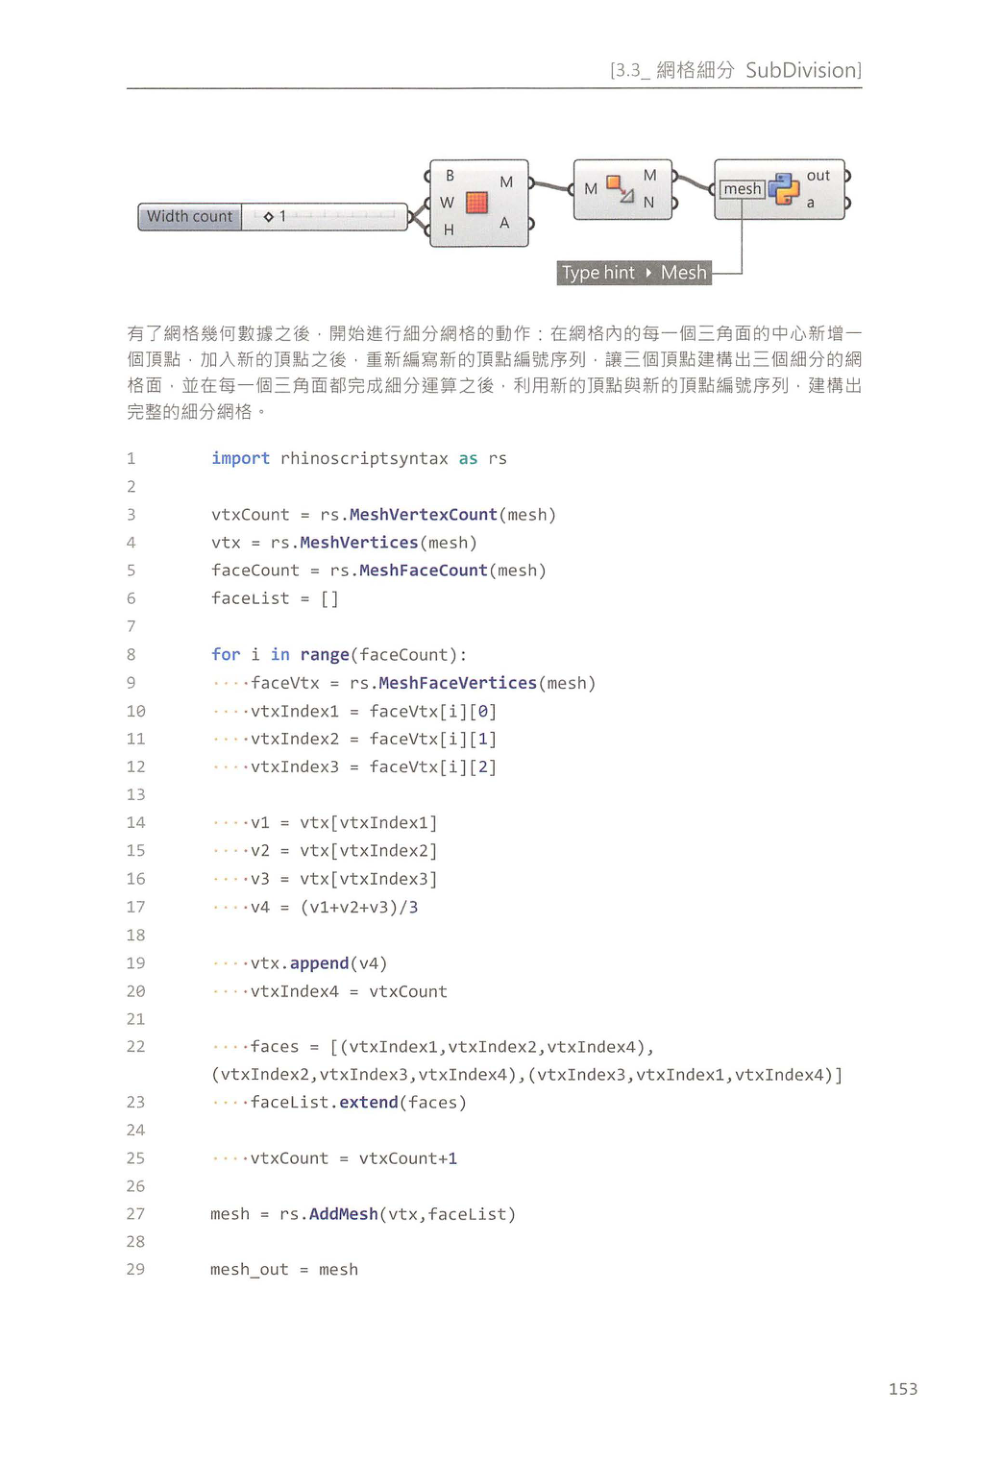 [3.3_ 網格細分 SubDivision]
B
W
H
M
A
Width count
1
M
M
N
mesh
out
a
Type hint ▸ Mesh
有了網格幾何數據之後，開始進行細分網格的動作：在網格內的每一個三角面的中心新增一
個頂點，加入新的頂點之後，重新編寫新的頂點編號序列，讓三個頂點建構出三個細分的網
格面，並在每一個三角面都完成細分運算之後，利用新的頂點與新的頂點編號序列，建構出
完整的細分網格。
1 import rhinoscriptsyntax as rs
2
3 vtxCount = rs.MeshVertexCount(mesh)
4 vtx = rs.MeshVertices(mesh)
5 faceCount = rs.MeshFaceCount(mesh)
6 faceList = []
7
8 for i in range(faceCount):
9 ····faceVtx = rs.MeshFaceVertices(mesh)
10 ····vtxIndex1 = faceVtx[i][0]
11 ····vtxIndex2 = faceVtx[i][1]
12 ····vtxIndex3 = faceVtx[i][2]
13
14 ····v1 = vtx[vtxIndex1]
15 ····v2 = vtx[vtxIndex2]
16 ····v3 = vtx[vtxIndex3]
17 ····v4 = (v1+v2+v3)/3
18
19 ····vtx.append(v4)
20 ····vtxIndex4 = vtxCount
21
22 ····faces = [(vtxIndex1,vtxIndex2,vtxIndex4),
(vtxIndex2,vtxIndex3,vtxIndex4),(vtxIndex3,vtxIndex1,vtxIndex4)]
23 ····faceList.extend(faces)
24
25 ····vtxCount = vtxCount+1
26
27 mesh = rs.AddMesh(vtx,faceList)
28
29 mesh_out = mesh
153